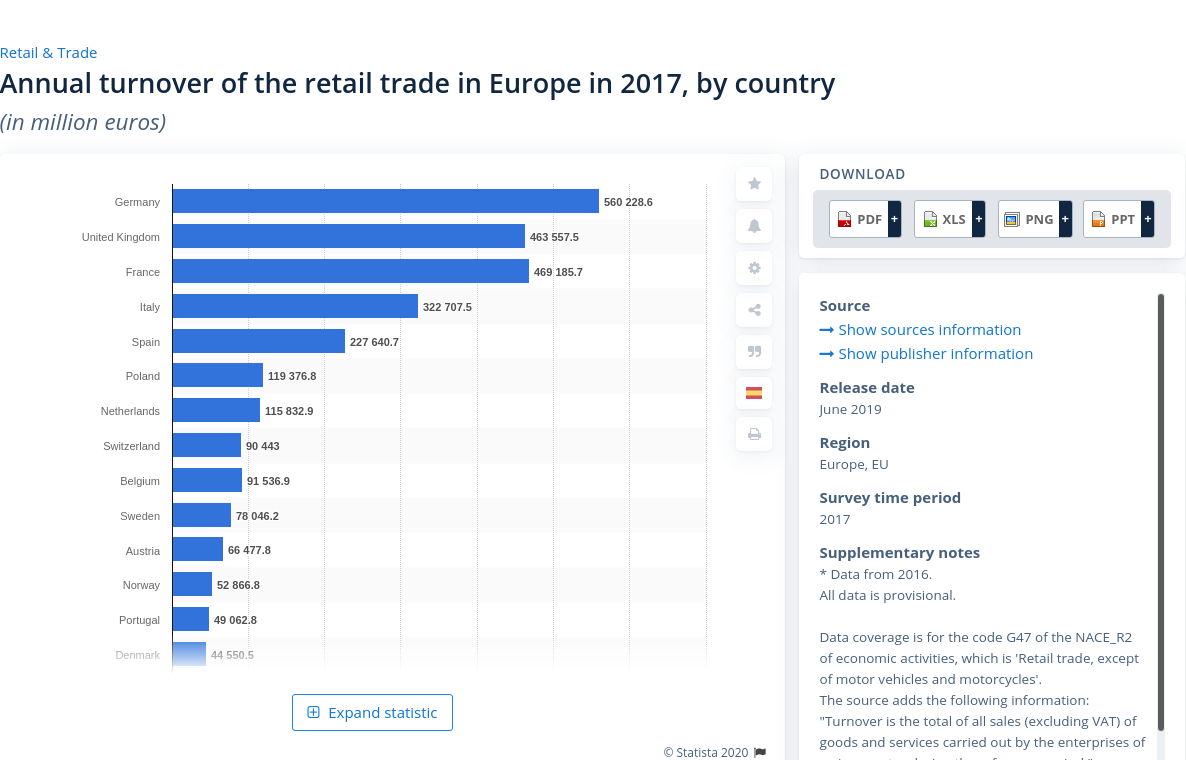 Retail & Trade
Annual turnover of the retail trade in Europe in 2017, by country
(in million euros)
Germany 560 228.6
United Kingdom 463 557.5
France 469 185.7
Italy 322 707.5
Spain 227 640.7
Poland 119 376.8
Netherlands 115 832.9
Switzerland 90 443
Belgium 91 536.9
Sweden 78 046.2
Austria 66 477.8
Norway 52 866.8
Portugal 49 062.8
Denmark 44 550.5
Expand statistic
© Statista 2020
DOWNLOAD
PDF + XLS + PNG + PPT +
Source
Show sources information
Show publisher information
Release date
June 2019
Region
Europe, EU
Survey time period
2017
Supplementary notes
* Data from 2016.
All data is provisional.
Data coverage is for the code G47 of the NACE_R2
of economic activities, which is 'Retail trade, except
of motor vehicles and motorcycles'.
The source adds the following information:
"Turnover is the total of all sales (excluding VAT) of
goods and services carried out by the enterprises of